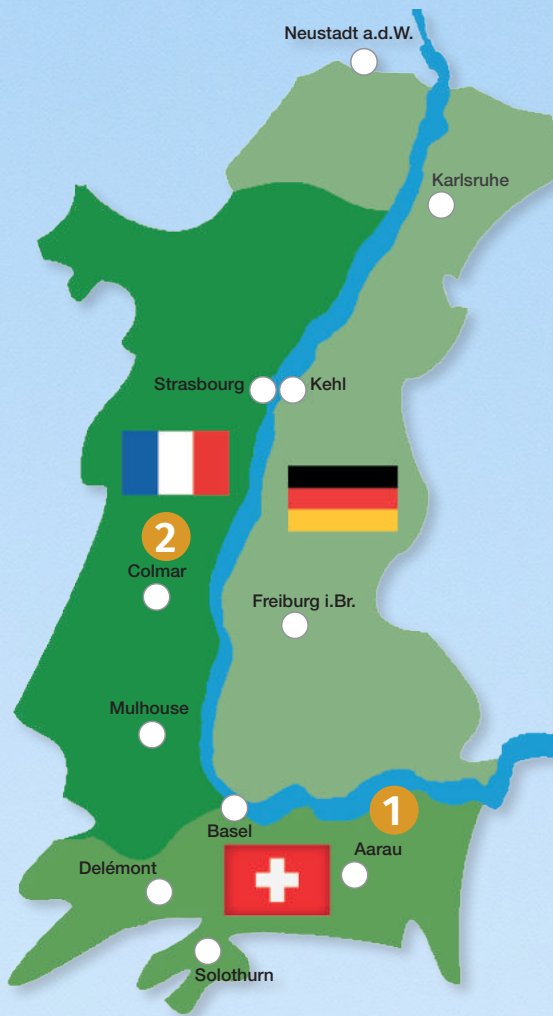 Neustadt a.d.W.
Karlsruhe
Strasbourg
Kehl
2
Colmar
Freiburg i.Br.
Mulhouse
1
Basel
Aarau
Delémont
Solothurn